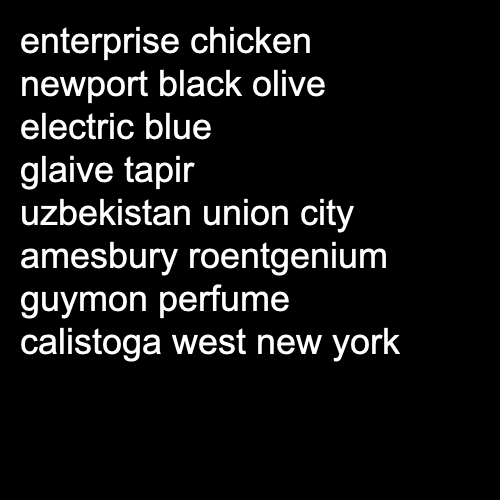 enterprise chicken
newport black olive
electric blue
glaive tapir
uzbekistan union city
amesbury roentgenium
guymon perfume
calistoga west new york